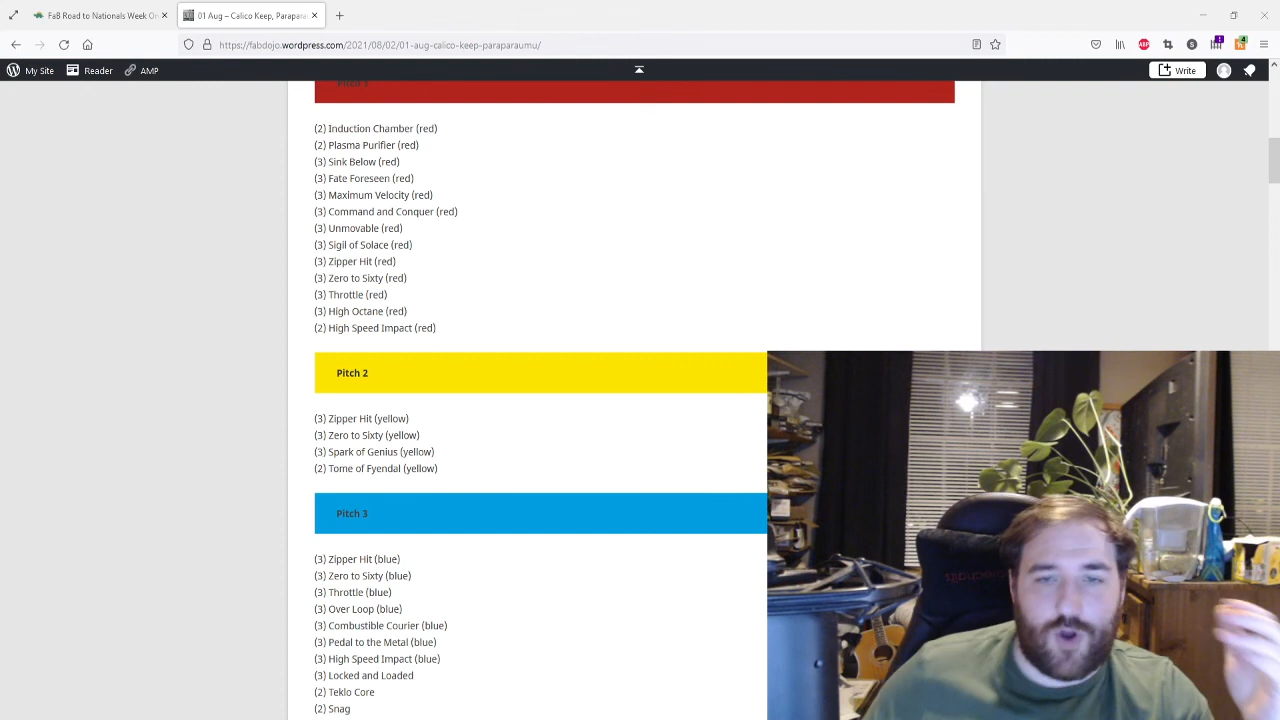 FaB Road to Nationals Week On
01 Aug – Calico Keep, Parapara
https://fabdojo.wordpress.com/2021/08/02/01-aug-calico-keep-paraparaumu/
My Site
Reader
AMP
Write
Pitch 1
(2) Induction Chamber (red)
(2) Plasma Purifier (red)
(3) Sink Below (red)
(3) Fate Foreseen (red)
(3) Maximum Velocity (red)
(3) Command and Conquer (red)
(3) Unmovable (red)
(3) Sigil of Solace (red)
(3) Zipper Hit (red)
(3) Zero to Sixty (red)
(3) Throttle (red)
(3) High Octane (red)
(2) High Speed Impact (red)
Pitch 2
(3) Zipper Hit (yellow)
(3) Zero to Sixty (yellow)
(3) Spark of Genius (yellow)
(2) Tome of Fyendal (yellow)
Pitch 3
(3) Zipper Hit (blue)
(3) Zero to Sixty (blue)
(3) Throttle (blue)
(3) Over Loop (blue)
(3) Combustible Courier (blue)
(3) Pedal to the Metal (blue)
(3) High Speed Impact (blue)
(3) Locked and Loaded
(2) Teklo Core
(2) Snag